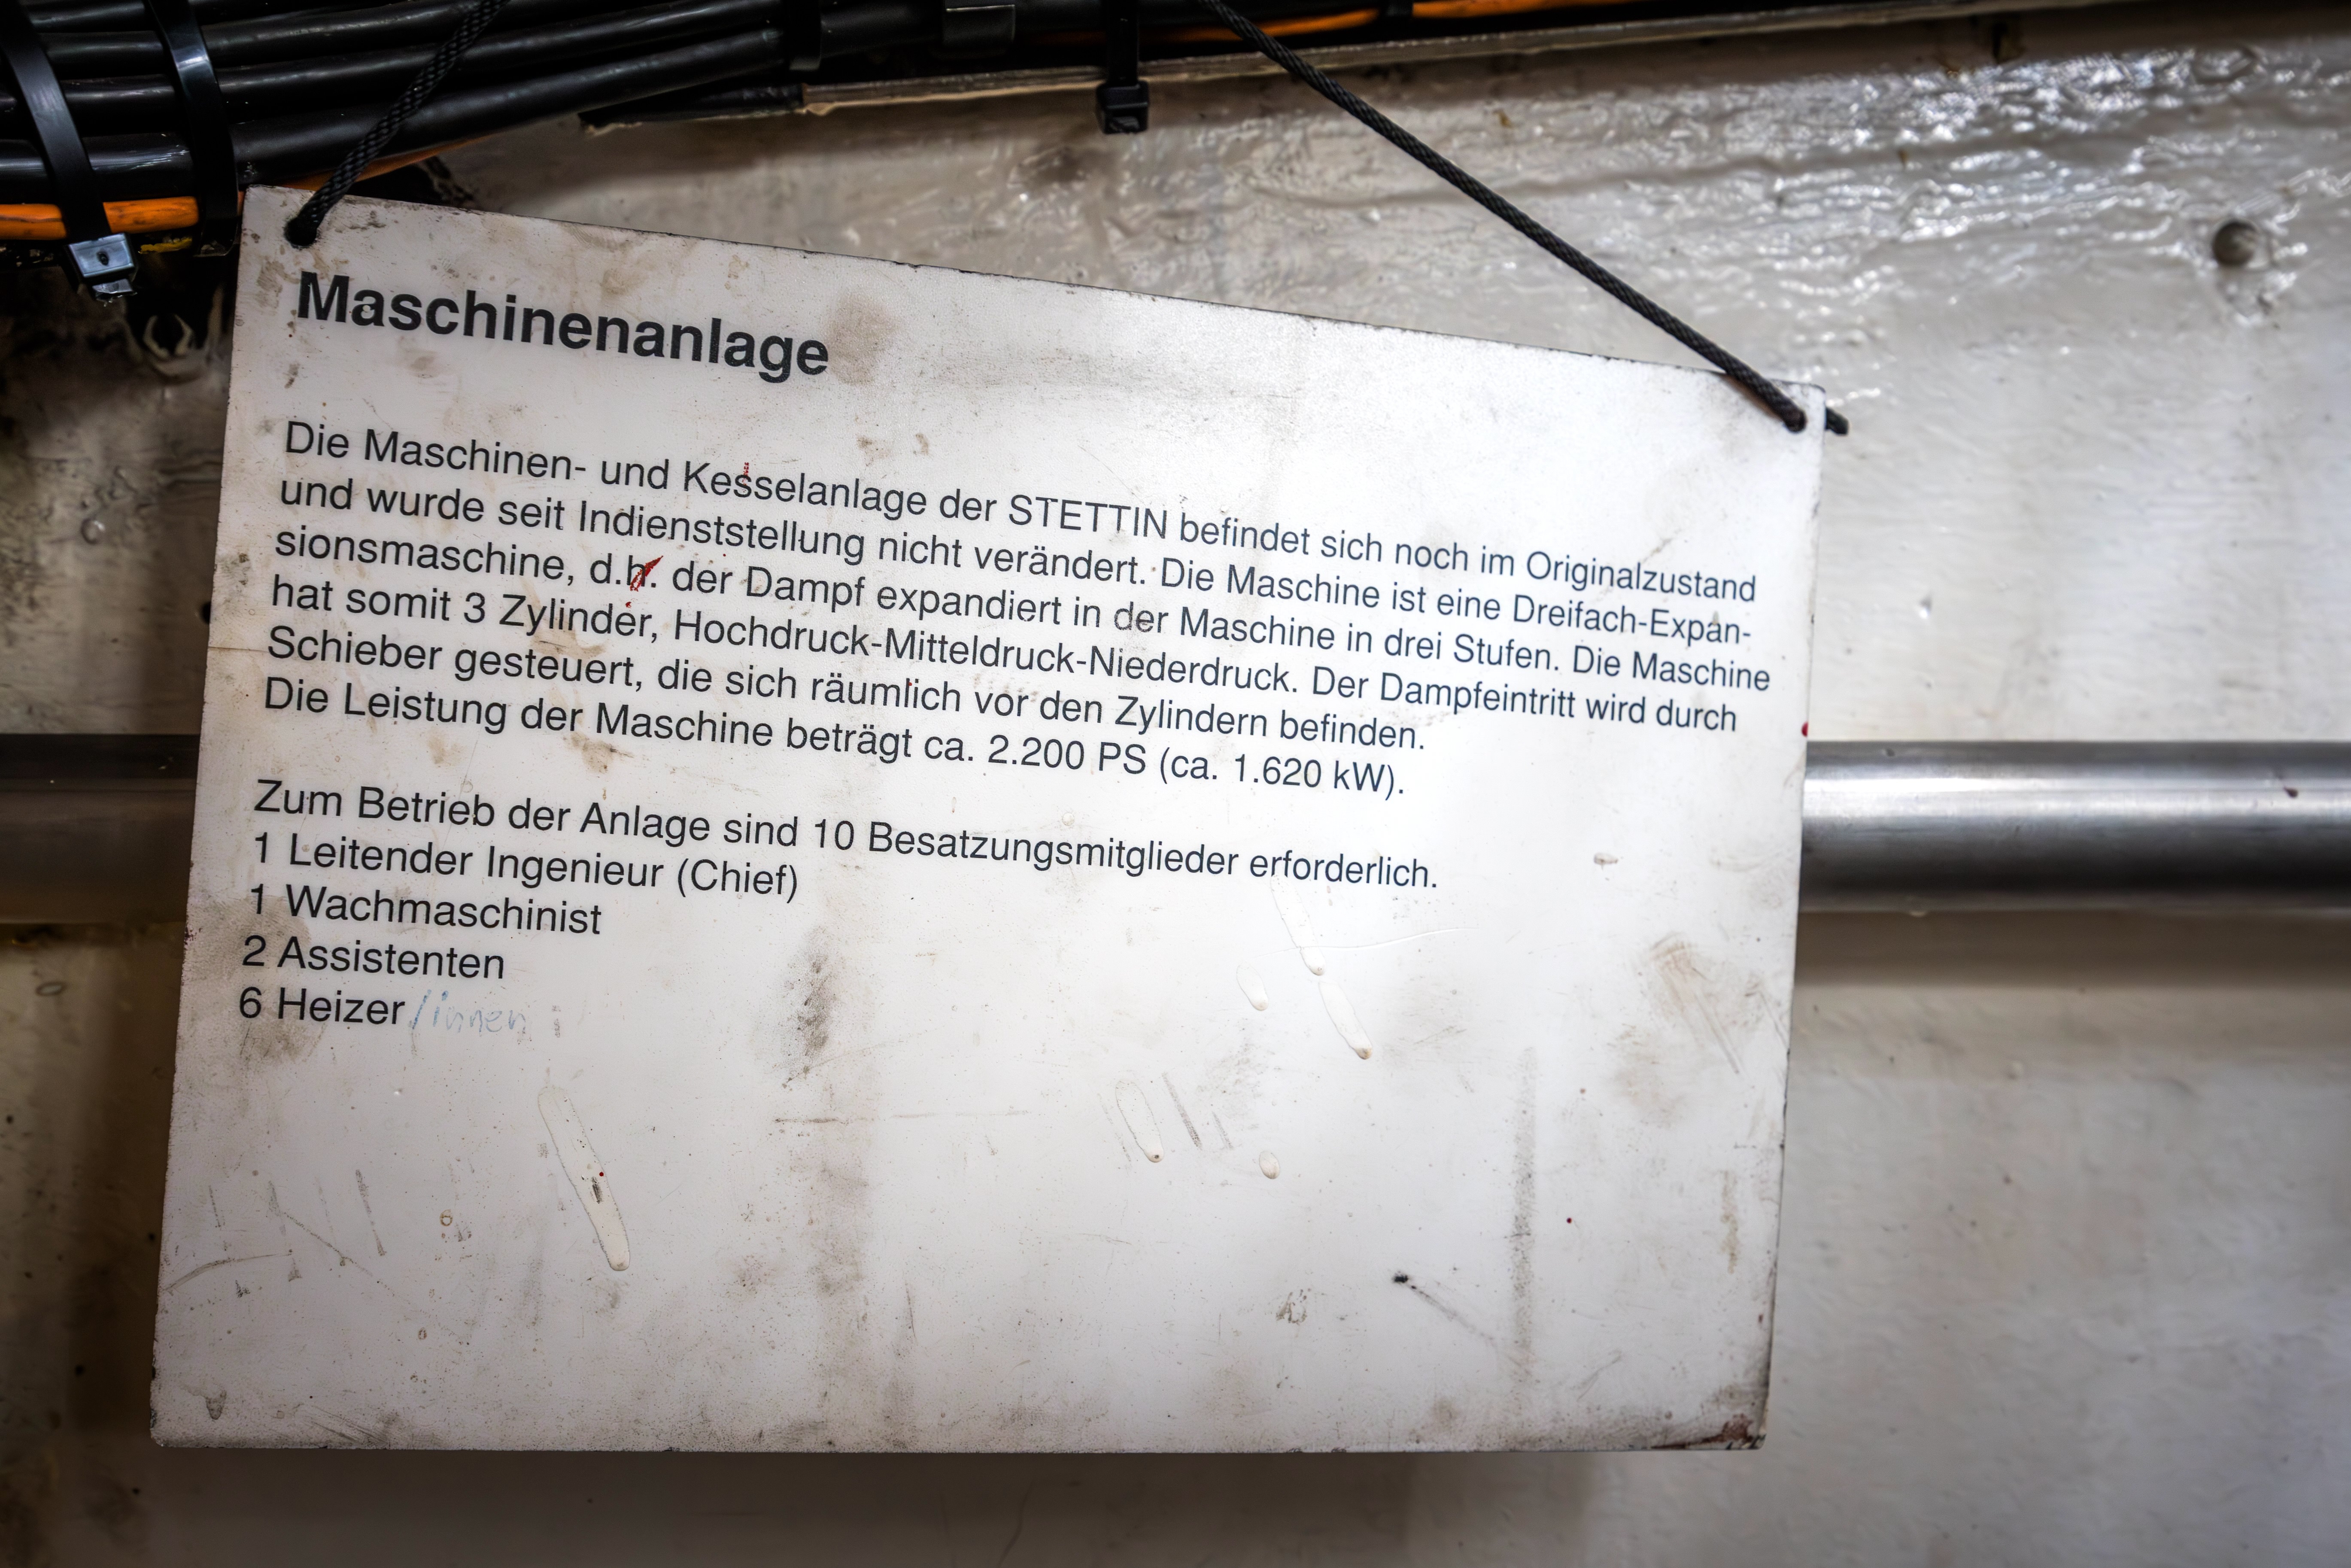 Maschinenanlage
Die Maschinen- und Kesselanlage der STETTIN befindet sich noch im Originalzustand
und wurde seit Indienststellung nicht verändert. Die Maschine ist eine Dreifach-Expan-
sionsmaschine, d.h. der Dampf expandiert in der Maschine in drei Stufen. Die Maschine
hat somit 3 Zylinder, Hochdruck-Mitteldruck-Niederdruck. Der Dampfeintritt wird durch
Schieber gesteuert, die sich räumlich vor den Zylindern befinden.
Die Leistung der Maschine beträgt ca. 2.200 PS (ca. 1.620 kW).
Zum Betrieb der Anlage sind 10 Besatzungsmitglieder erforderlich.
1 Leitender Ingenieur (Chief)
1 Wachmaschinist
2 Assistenten
6 Heizer/innen